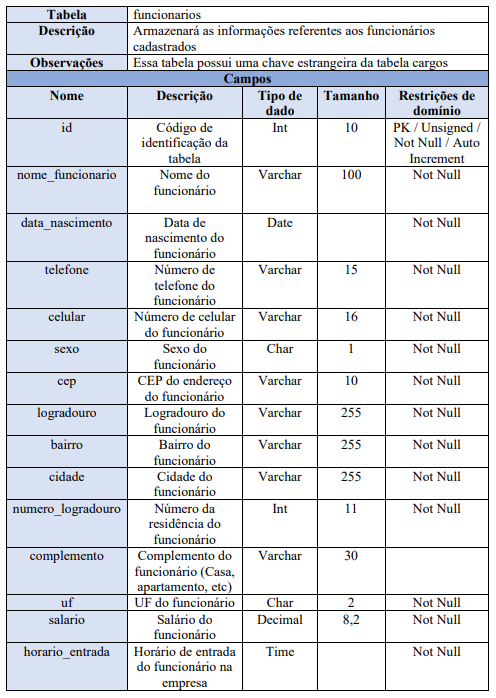 Tabela funcionarios
Descrição Armazenará as informações referentes aos funcionários
cadastrados
Observações Essa tabela possui uma chave estrangeira da tabela cargos
Campos
Nome Descrição Tipo de Tamanho Restrições de
dado domínio
id Código de Int 10 PK / Unsigned /
identificação da Not Null / Auto
tabela Increment
nome_funcionario Nome do Varchar 100 Not Null
funcionário
data_nascimento Data de Date Not Null
nascimento do
funcionário
telefone Número de Varchar 15 Not Null
telefone do
funcionário
celular Número de celular Varchar 16 Not Null
do funcionário
sexo Sexo do Char 1 Not Null
funcionário
cep CEP do endereço Varchar 10 Not Null
do funcionário
logradouro Logradouro do Varchar 255 Not Null
funcionário
bairro Bairro do Varchar 255 Not Null
funcionário
cidade Cidade do Varchar 255 Not Null
funcionário
numero_logradouro Número da Int 11 Not Null
residência do
funcionário
complemento Complemento do Varchar 30
funcionário (Casa,
apartamento, etc)
uf UF do funcionário Char 2 Not Null
salario Salário do Decimal 8,2 Not Null
funcionário
horario_entrada Horário de entrada Time Not Null
do funcionário na
empresa